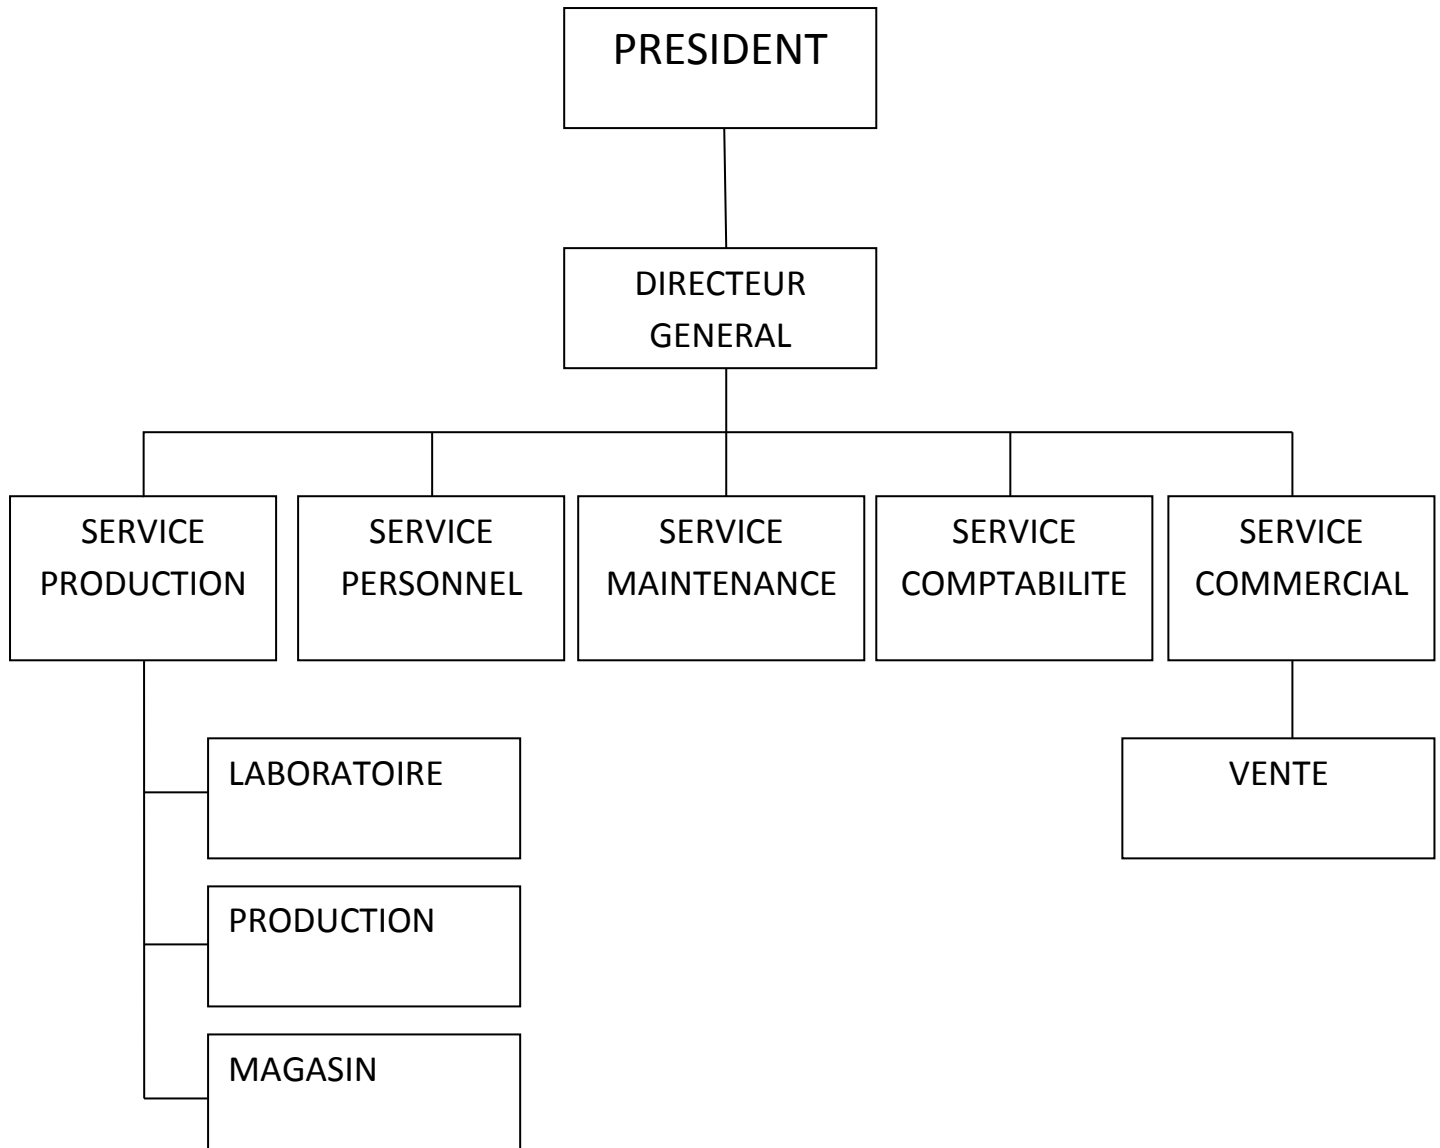 PRESIDENT
DIRECTEUR
GENERAL
SERVICE
PRODUCTION
SERVICE
PERSONNEL
SERVICE
MAINTENANCE
SERVICE
COMPTABILITE
SERVICE
COMMERCIAL
LABORATOIRE
VENTE
PRODUCTION
MAGASIN